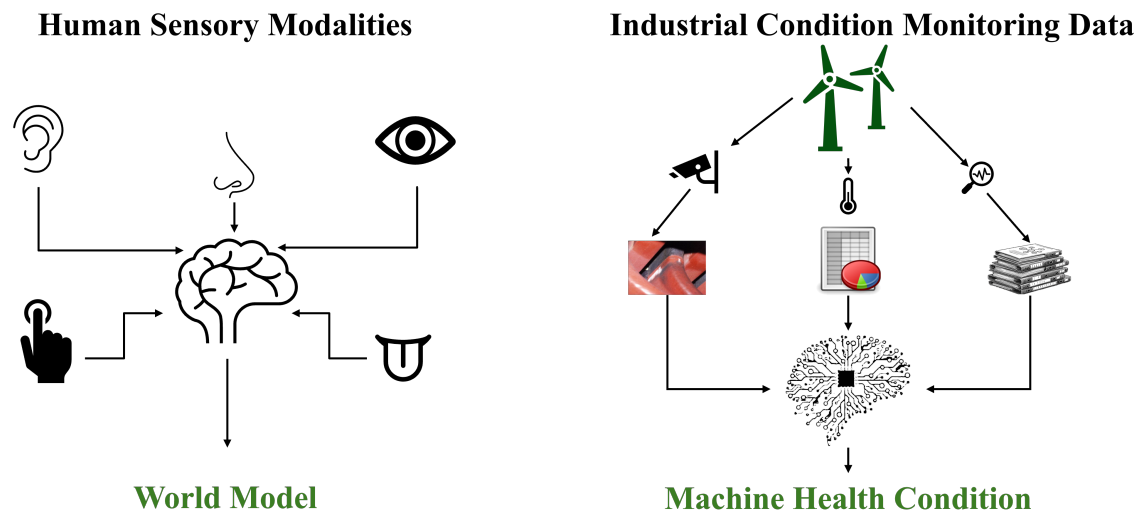 Human Sensory Modalities
Industrial Condition Monitoring Data
World Model
Machine Health Condition